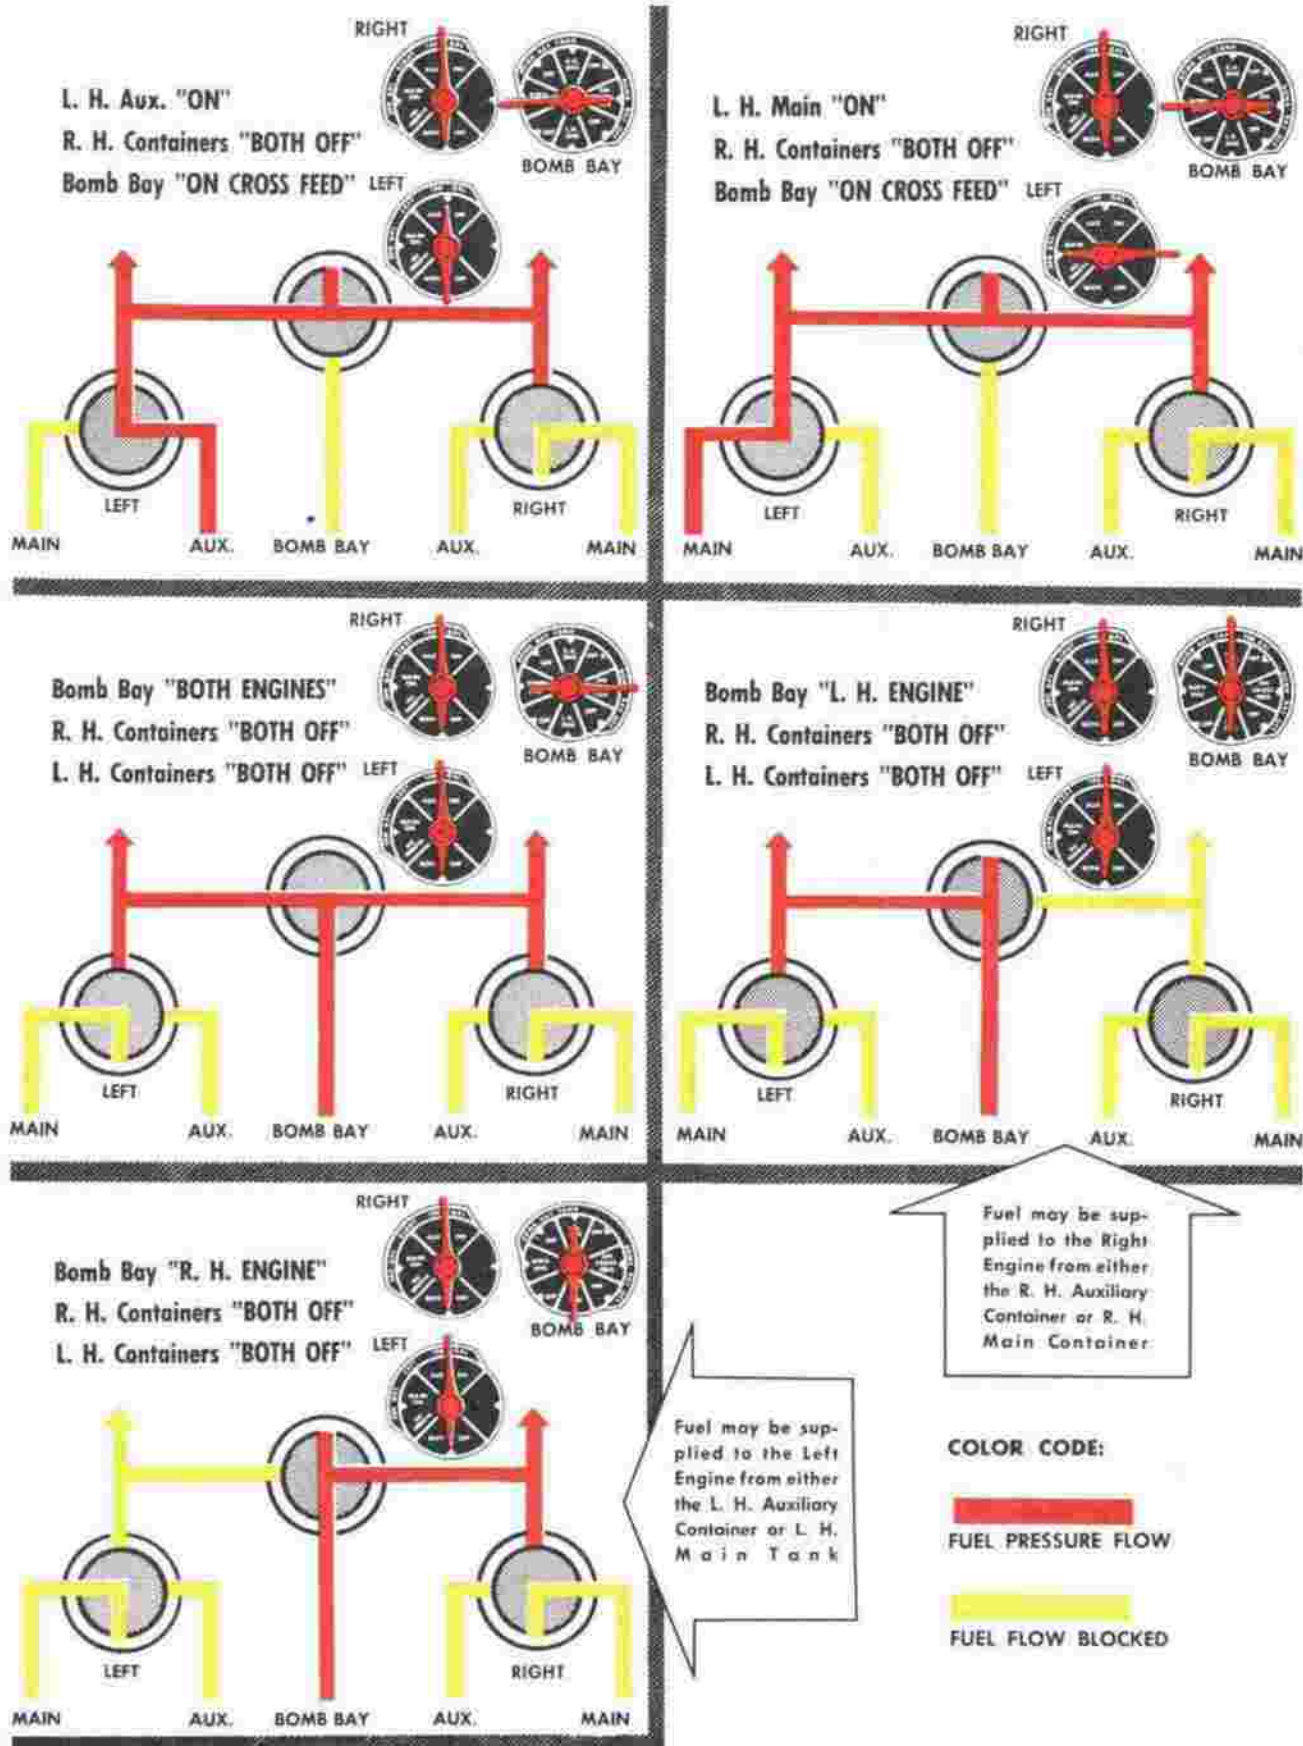 RIGHT
L. H. Aux. "ON"
R. H. Containers "BOTH OFF"
Bomb Bay "ON CROSS FEED"
LEFT
BOMB BAY
LEFT
RIGHT
MAIN
AUX.
BOMB BAY
AUX.
MAIN
RIGHT
L. H. Main "ON"
R. H. Containers "BOTH OFF"
Bomb Bay "ON CROSS FEED"
LEFT
BOMB BAY
LEFT
RIGHT
MAIN
AUX.
BOMB BAY
AUX.
MAIN
RIGHT
Bomb Bay "BOTH ENGINES"
R. H. Containers "BOTH OFF"
L. H. Containers "BOTH OFF"
LEFT
BOMB BAY
LEFT
RIGHT
MAIN
AUX.
BOMB BAY
AUX.
MAIN
RIGHT
Bomb Bay "L. H. ENGINE"
R. H. Containers "BOTH OFF"
L. H. Containers "BOTH OFF"
LEFT
BOMB BAY
LEFT
RIGHT
MAIN
AUX.
BOMB BAY
AUX.
MAIN
RIGHT
Bomb Bay "R. H. ENGINE"
R. H. Containers "BOTH OFF"
L. H. Containers "BOTH OFF"
LEFT
BOMB BAY
LEFT
RIGHT
MAIN
AUX.
BOMB BAY
AUX.
MAIN
Fuel may be sup-
plied to the Right
Engine from either
the R. H. Auxiliary
Container or R. H.
Main Container
Fuel may be sup-
plied to the Left
Engine from either
the L. H. Auxiliary
Container or L. H.
Main Tank
COLOR CODE:
FUEL PRESSURE FLOW
FUEL FLOW BLOCKED